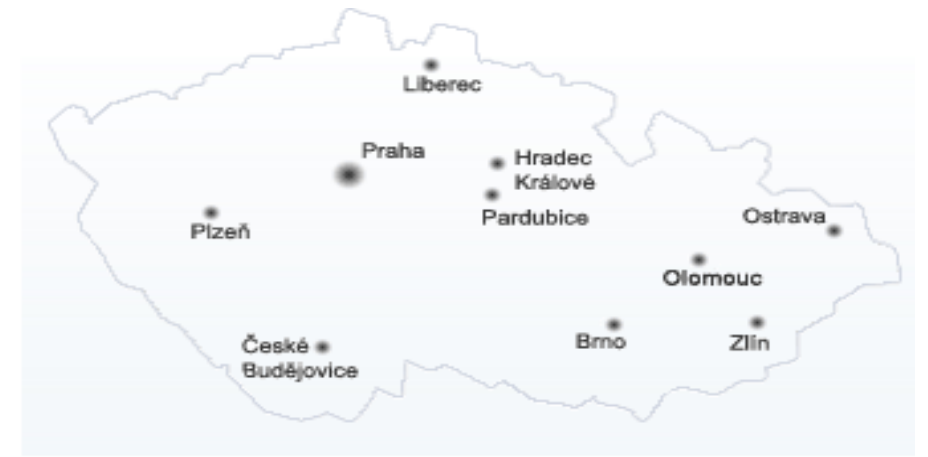 Liberec
Praha
Hradec
Králové
Pardubice
Plzeň
Ostrava
Olomouc
Brno
Zlín
České
Budějovice